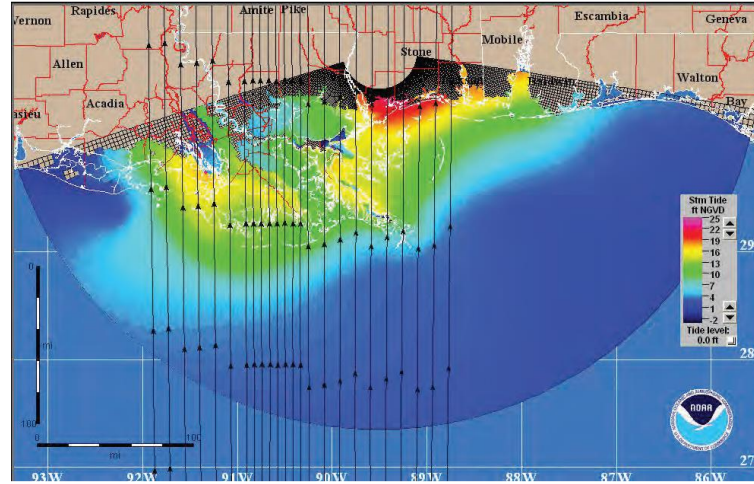 Rapides
Vernon
Amite Pike
Escambia
Geneva
Mobile
Stone
Allen
Walton
Acadia
Bay
asieu
Stm Tide
ft NGVD
25
22
19
16
13
10
7
4
1
-2
Tide level:
0.0 ft
29
28
27
0
mi
100
0
100
mi
NOAA
93W
92W
91W
90W
89W
88W
87W
86W